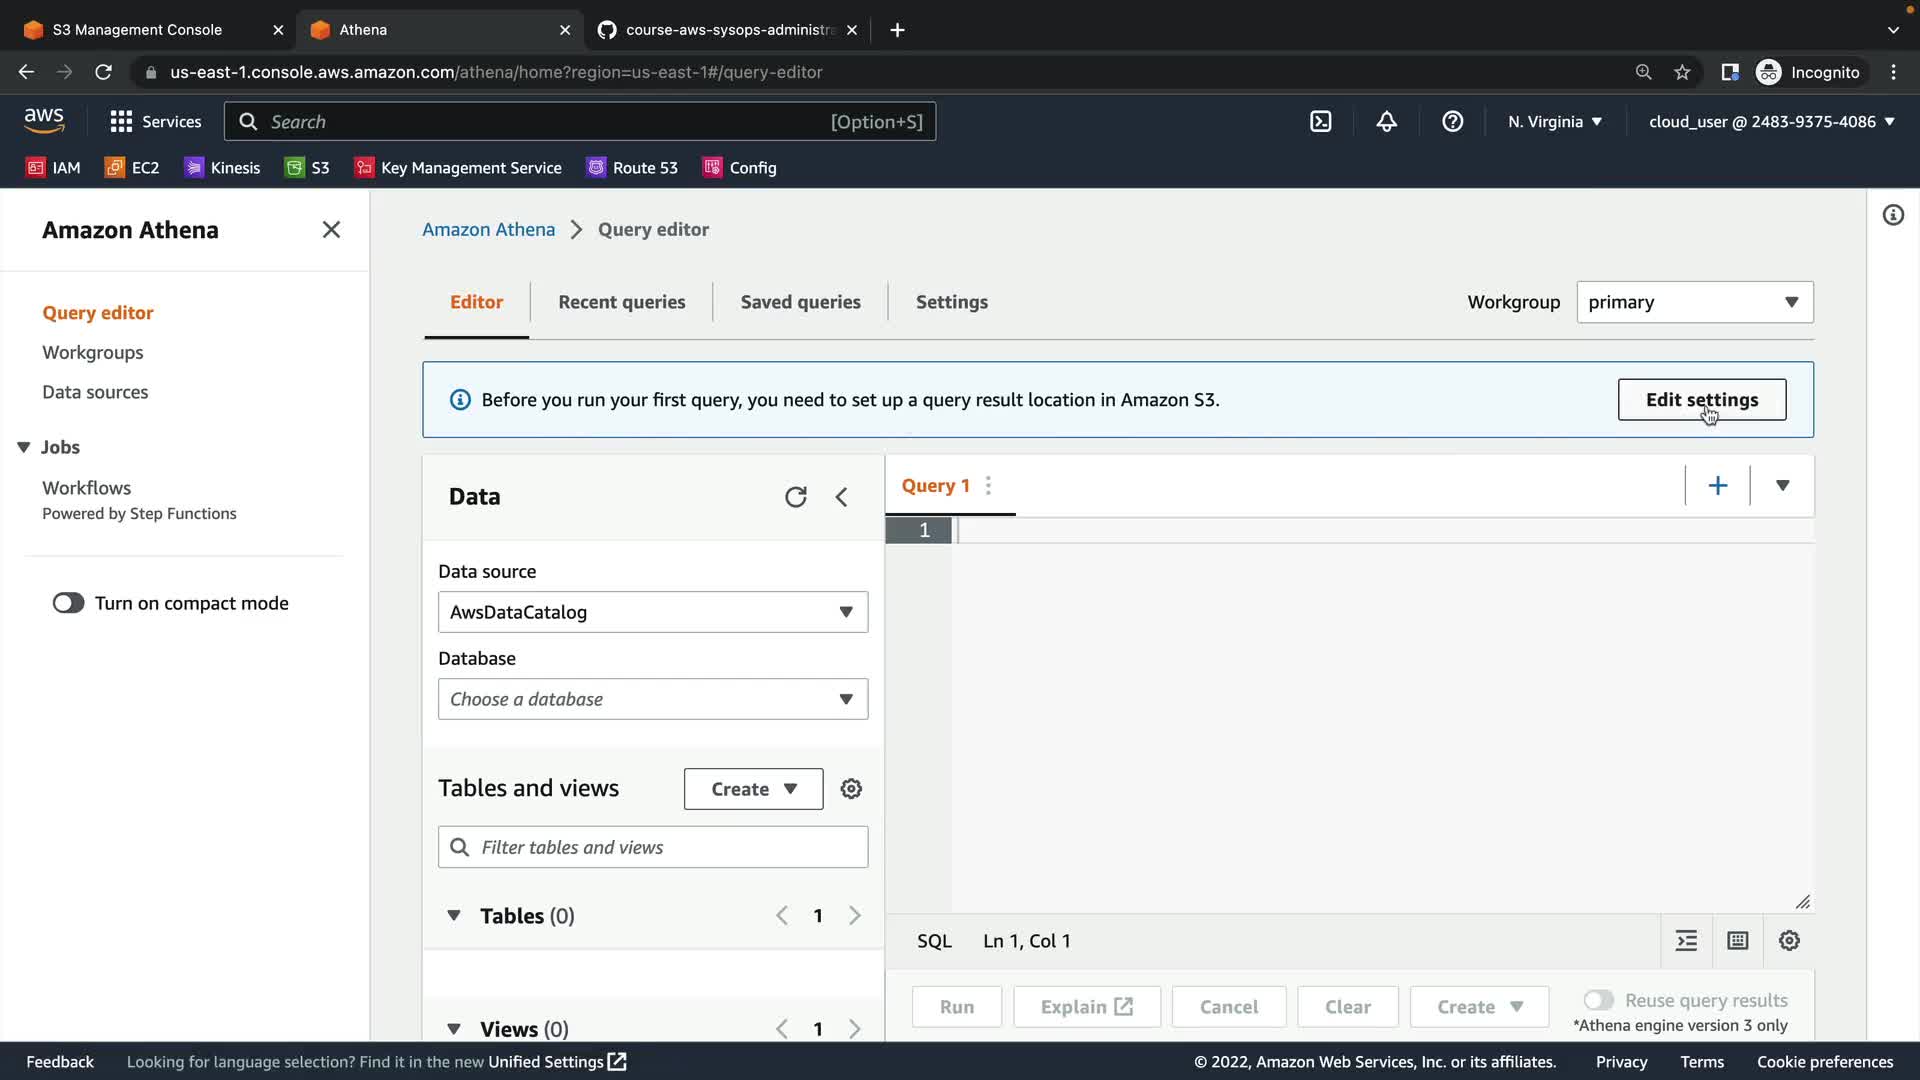 S3 Management Console
Athena
course-aws-sysops-administra
us-east-1.console.aws.amazon.com/athena/home?region=us-east-1#/query-editor
Incognito
aws
Services
Search
[Option+S]
N. Virginia
cloud_user @ 2483-9375-4086
IAM
EC2
Kinesis
S3
Key Management Service
Route 53
Config
Amazon Athena
Query editor
Workgroups
Data sources
Jobs
Workflows
Powered by Step Functions
Turn on compact mode
Amazon Athena
Query editor
Editor
Recent queries
Saved queries
Settings
Workgroup
primary
Before you run your first query, you need to set up a query result location in Amazon S3.
Edit settings
Data
Data source
AwsDataCatalog
Database
Choose a database
Tables and views
Create
Filter tables and views
Tables (0)
1
Views (0)
1
Query 1
1
SQL
Ln 1, Col 1
Run
Explain
Cancel
Clear
Create
Reuse query results
*Athena engine version 3 only
Feedback
Looking for language selection? Find it in the new Unified Settings
© 2022, Amazon Web Services, Inc. or its affiliates.
Privacy
Terms
Cookie preferences